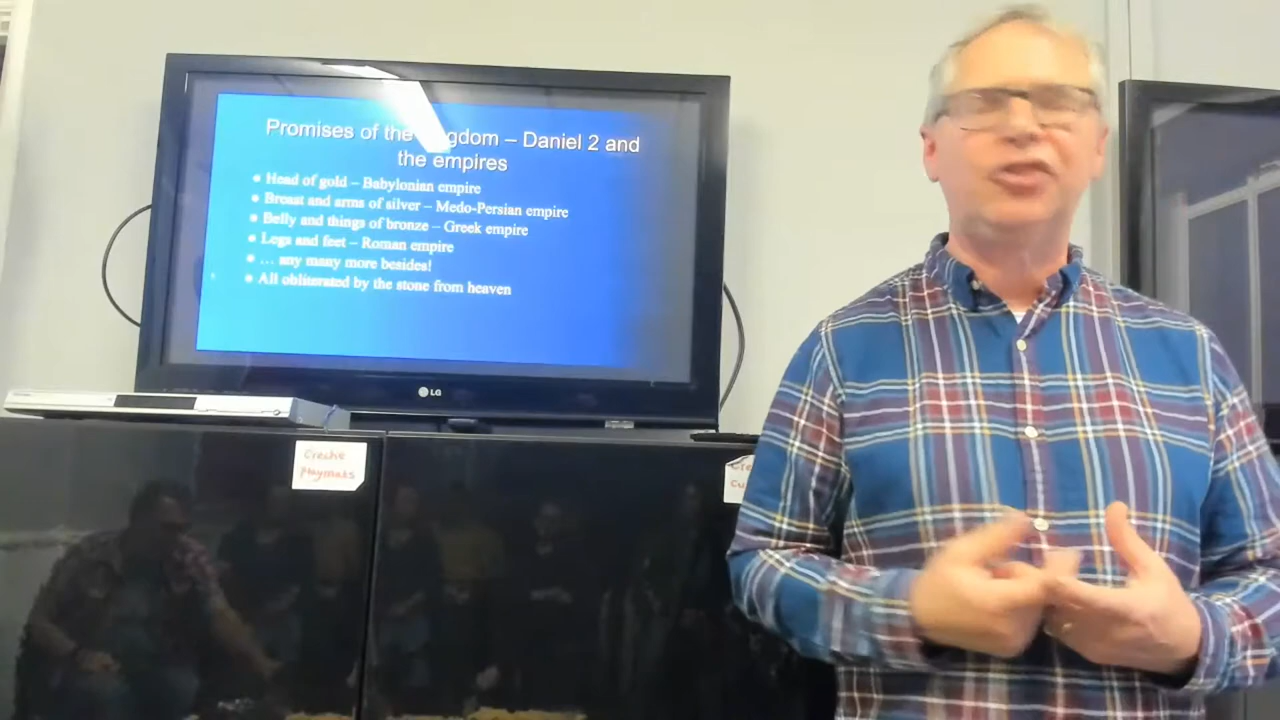 Promises of the gdom – Daniel 2 and
the empires
• Head of gold – Babylonian empire
• Breast and arms of silver – Medo-Persian empire
• Belly and things of bronze – Greek empire
• Legs and feet – Roman empire
• … any many more besides!
• All obliterated by the stone from heaven
LG
Creche
Playmats
Cre
Cu